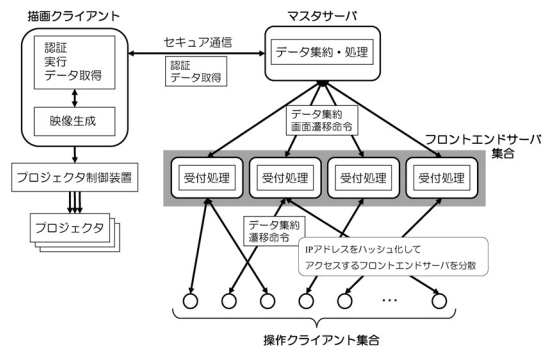 描画クライアント
認証
実行
データ取得
映像生成
プロジェクタ制御装置
プロジェクタ
セキュア通信
認証
データ取得
マスタサーバ
データ集約・処理
データ集約
画面遷移命令
フロントエンドサーバ
集合
受付処理
受付処理
受付処理
受付処理
データ集約
遷移命令
IPアドレスをハッシュ化して
アクセスするフロントエンドサーバを分散
…
操作クライアント集合